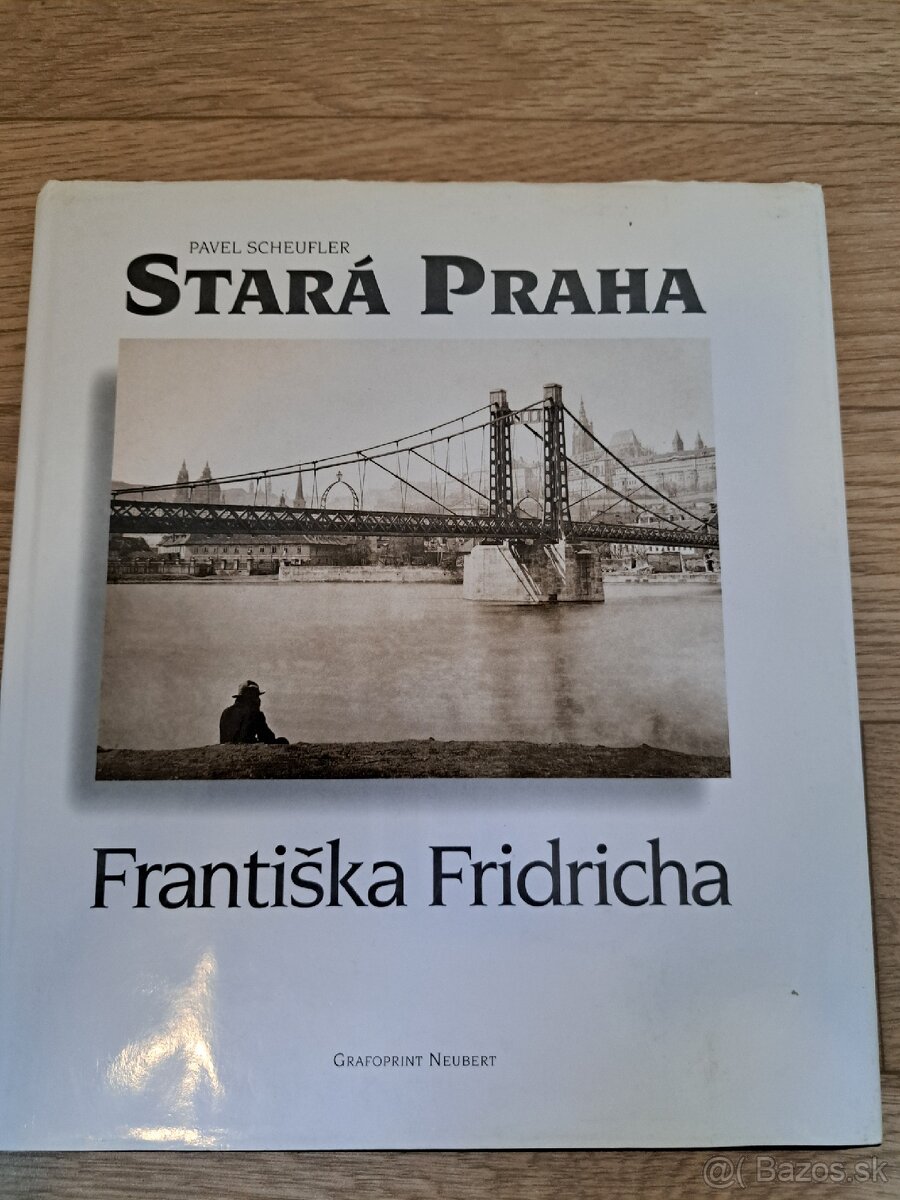 PAVEL SCHEUFLER
STARÁ PRAHA
Františka Fridricha
GRAFOPRINT NEUBERT
@( Bazos.sk